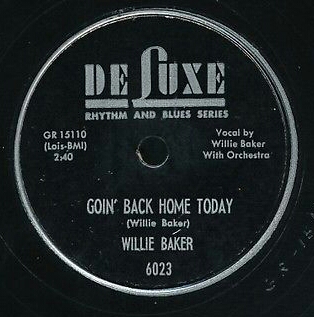 DE LUXE
RHYTHM AND BLUES SERIES
GR 15110
(Lois-BMI)
2:40
Vocal by
Willie Baker
With Orchestra
GOIN' BACK HOME TODAY
(Willie Baker)
WILLIE BAKER
6023